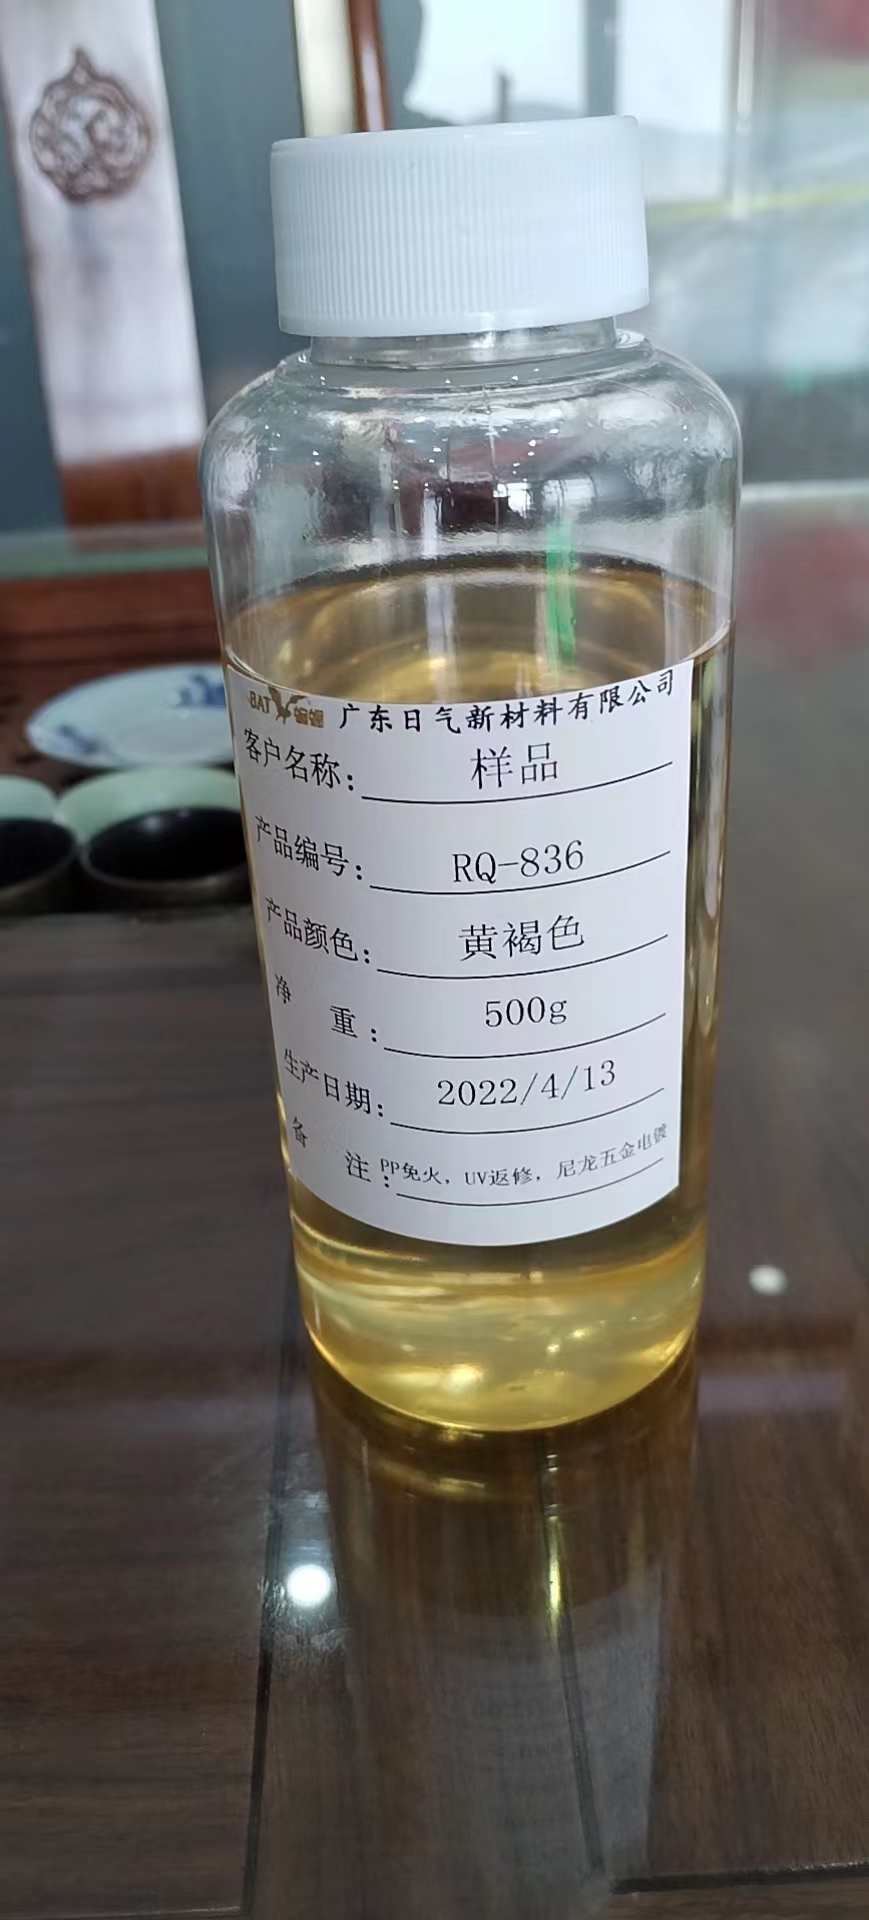 BAT 蝙蝠 广东日气新材料有限公司
客户名称： 样品
产品编号： RQ-836
产品颜色： 黄褐色
净 重： 500g
生产日期： 2022/4/13
备 注： PP免火，UV返修，尼龙五金电镀